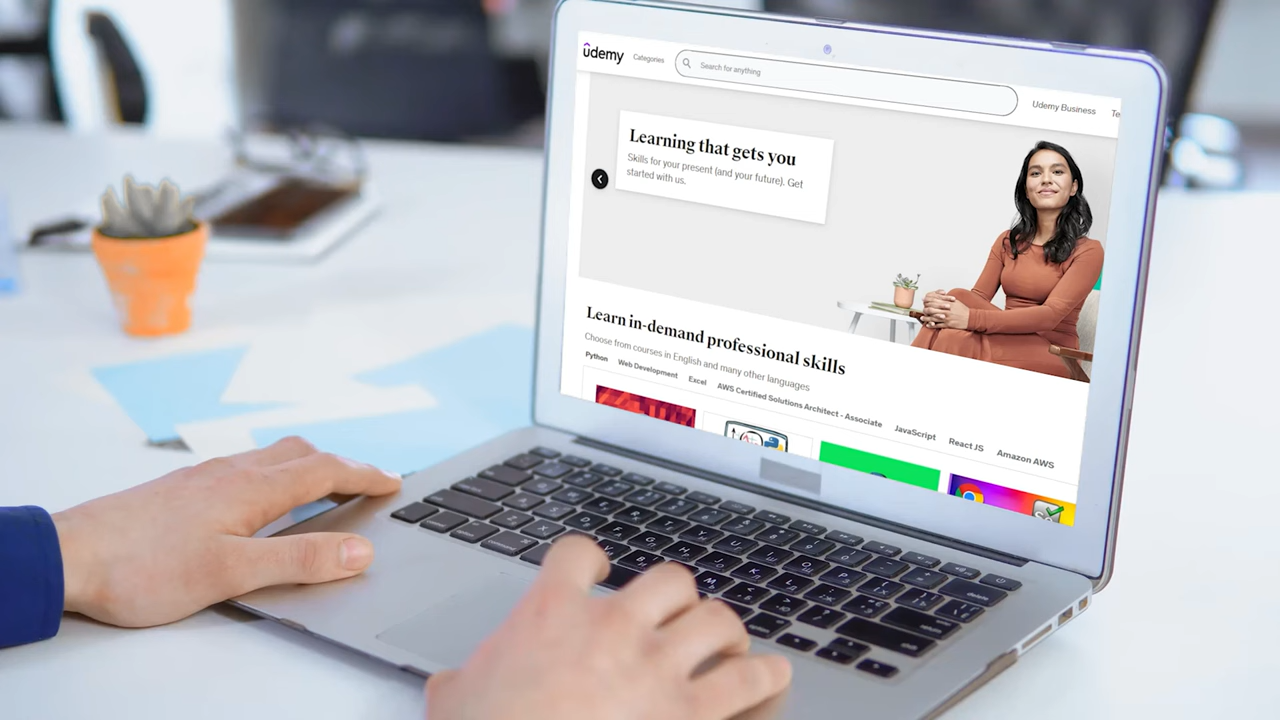 udemy
Categories
Search for anything
Udemy Business
Te
Learning that gets you
Skills for your present (and your future). Get
started with us.
Learn in-demand professional skills
Choose from courses in English and many other languages
Python Web Development Excel AWS Certified Solutions Architect - Associate JavaScript React JS Amazon AWS